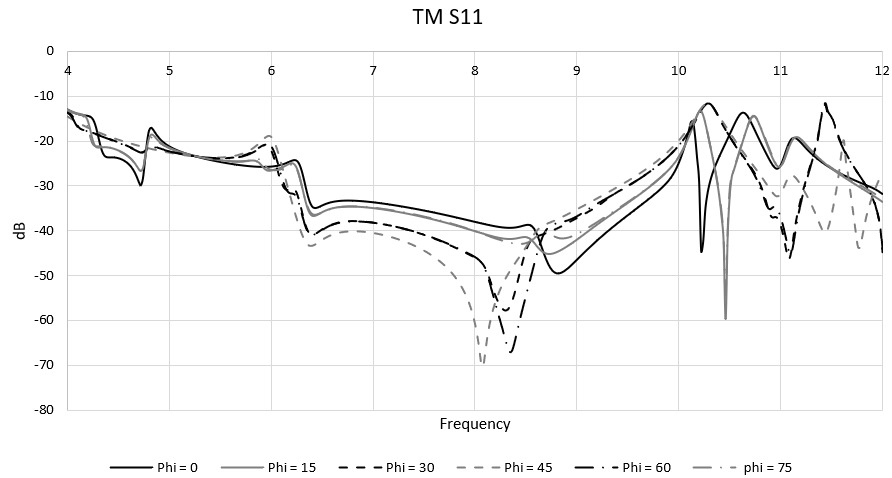 TM S11
0
4 5 6 7 8 9 10 11 12
-10
-20
-30
dB
-40
-50
-60
-70
-80
Frequency
Phi = 0 Phi = 15 Phi = 30 Phi = 45 Phi = 60 phi = 75